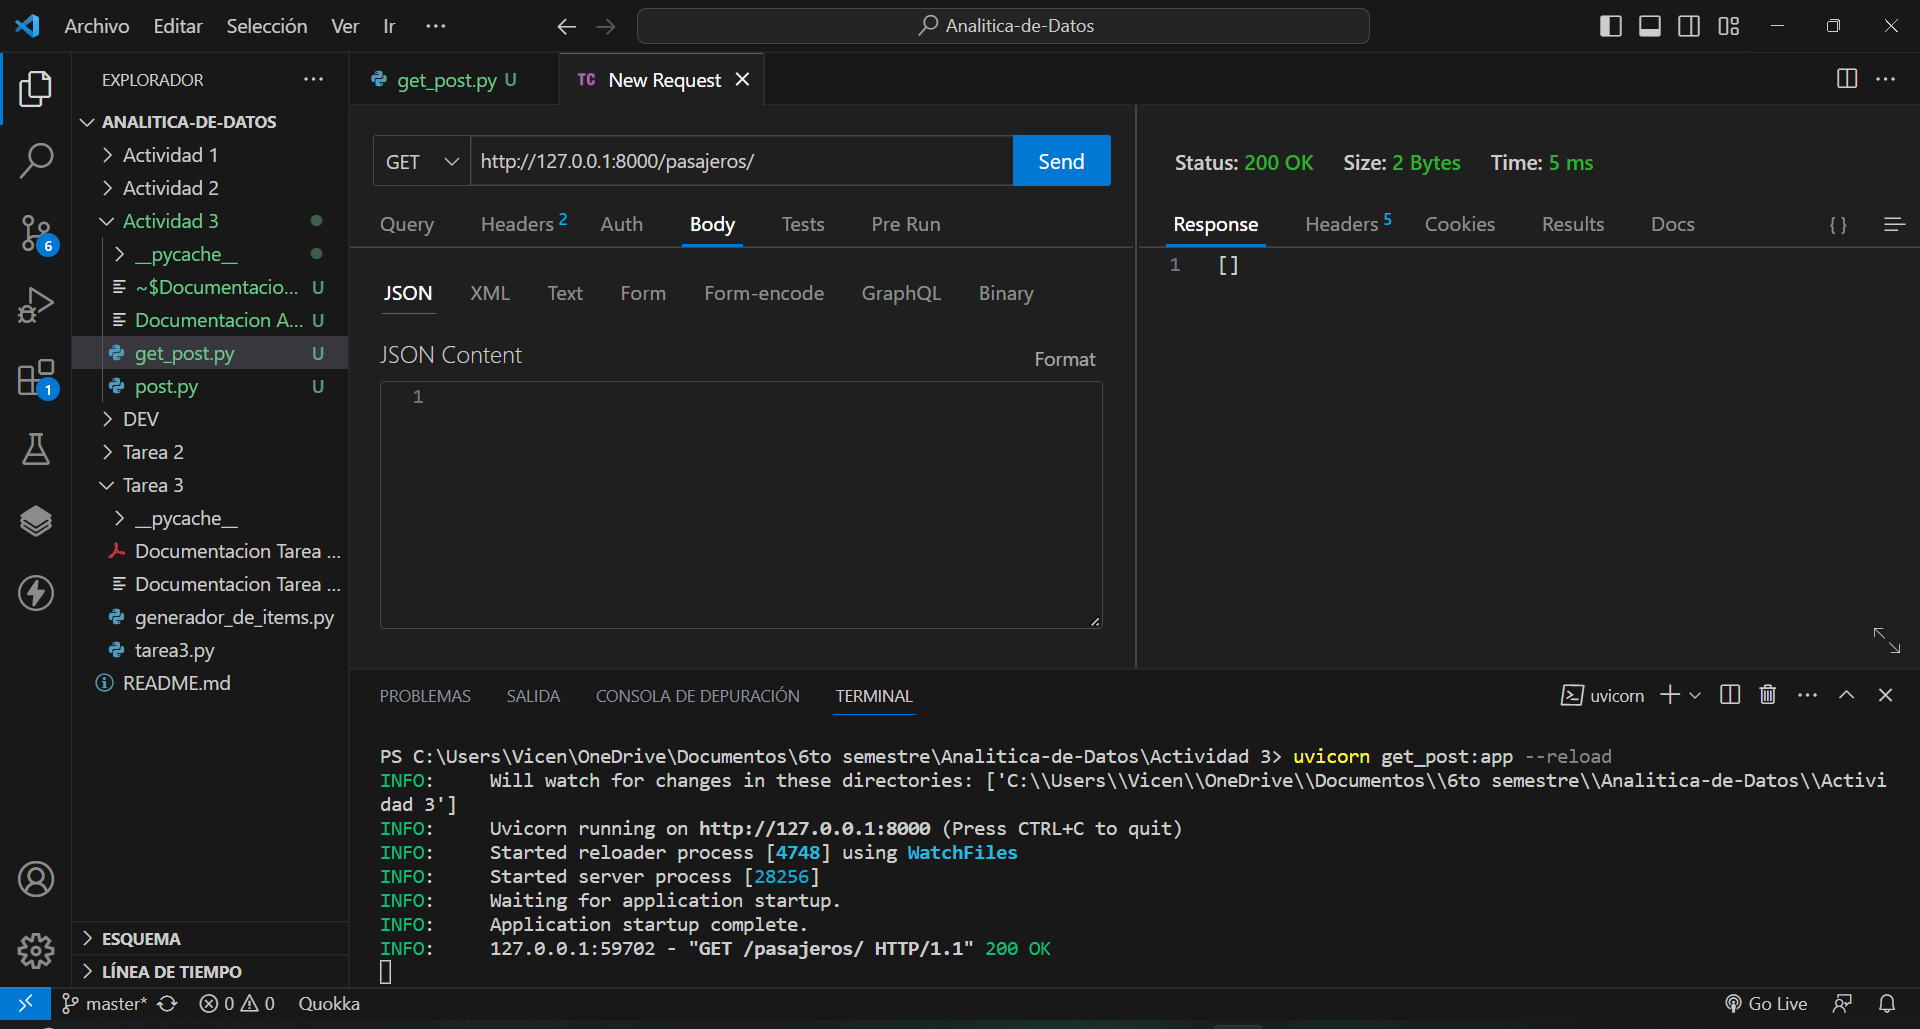 Archivo Editar Selección Ver Ir ··· Analitica-de-Datos
EXPLORADOR ···
ANALITICA-DE-DATOS
Actividad 1
Actividad 2
Actividad 3
__pycache__
~$Documentacio... U
Documentacion A... U
get_post.py U
post.py U
DEV
Tarea 2
Tarea 3
__pycache__
Documentacion Tarea ...
Documentacion Tarea ...
generador_de_items.py
tarea3.py
README.md
ESQUEMA
LÍNEA DE TIEMPO
6
1
get_post.py U
TC New Request
GET http://127.0.0.1:8000/pasajeros/ Send
Query Headers 2 Auth Body Tests Pre Run
JSON XML Text Form Form-encode GraphQL Binary
JSON Content
Format
1
Status: 200 OK Size: 2 Bytes Time: 5 ms
Response Headers 5 Cookies Results Docs {}
1 []
PROBLEMAS SALIDA CONSOLA DE DEPURACIÓN TERMINAL uvicorn
PS C:\Users\Vicen\OneDrive\Documentos\6to semestre\Analitica-de-Datos\Actividad 3> uvicorn get_post:app --reload
INFO: Will watch for changes in these directories: ['C:\\Users\\Vicen\\OneDrive\\Documentos\\6to semestre\\Analitica-de-Datos\\Activi
dad 3']
INFO: Uvicorn running on http://127.0.0.1:8000 (Press CTRL+C to quit)
INFO: Started reloader process [4748] using WatchFiles
INFO: Started server process [28256]
INFO: Waiting for application startup.
INFO: Application startup complete.
INFO: 127.0.0.1:59702 - "GET /pasajeros/ HTTP/1.1" 200 OK
master* 0 0 Quokka Go Live